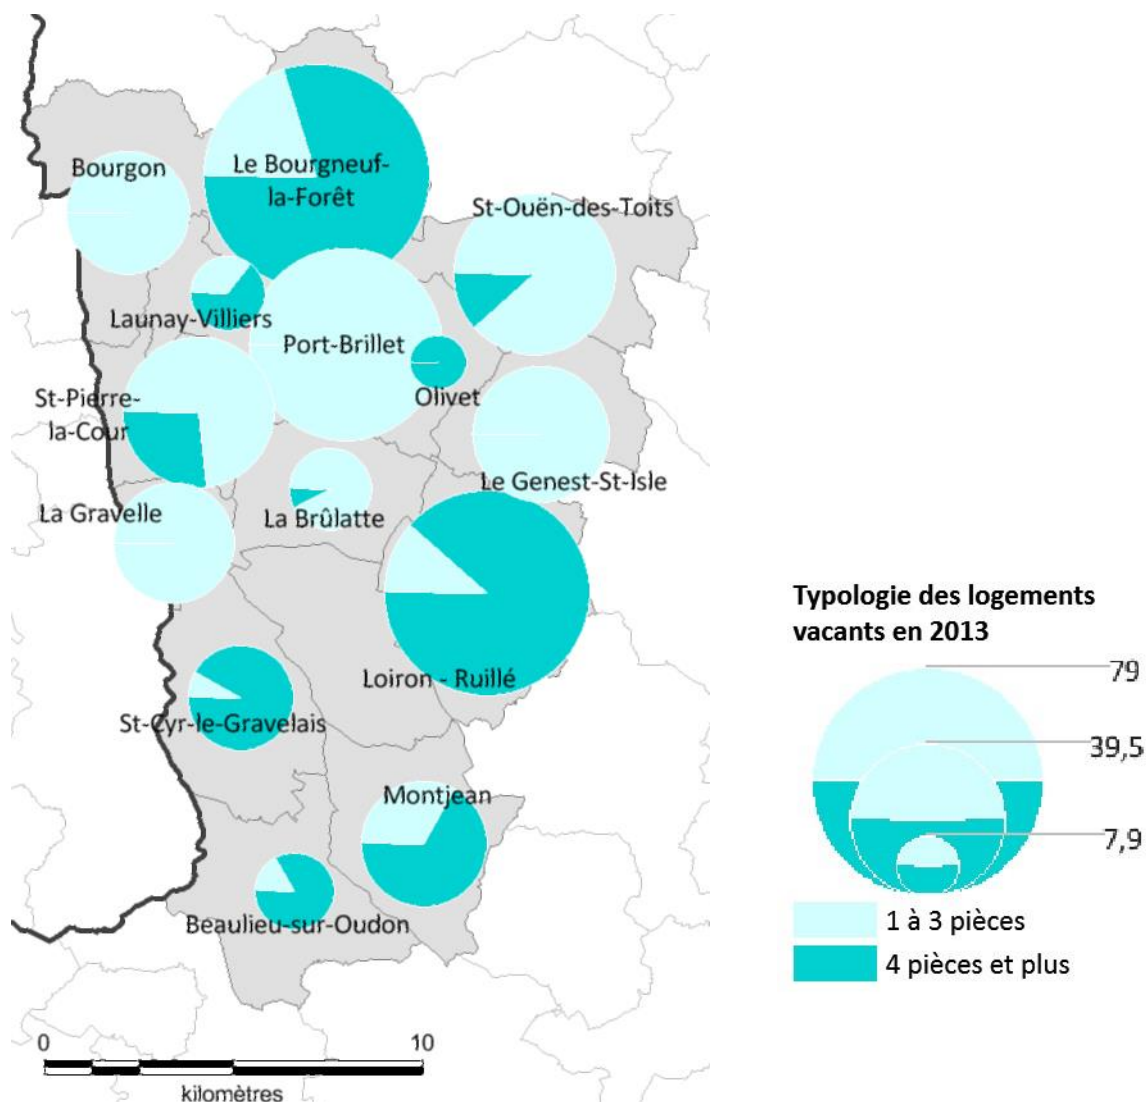 Bourgon
Le Bourgneuf-
la-Forêt
St-Ouën-des-Toits
Launay-Villiers
Port-Brillet
Olivet
St-Pierre-
la-Cour
Le Genest-St-Isle
La Gravelle
La Brûlatte
Loiron - Ruillé
St-Cyr-le-Gravelais
Montjean
Beaulieu-sur-Oudon
0
10
kilomètres
Typologie des logements
vacants en 2013
79
39,5
7,9
1 à 3 pièces
4 pièces et plus